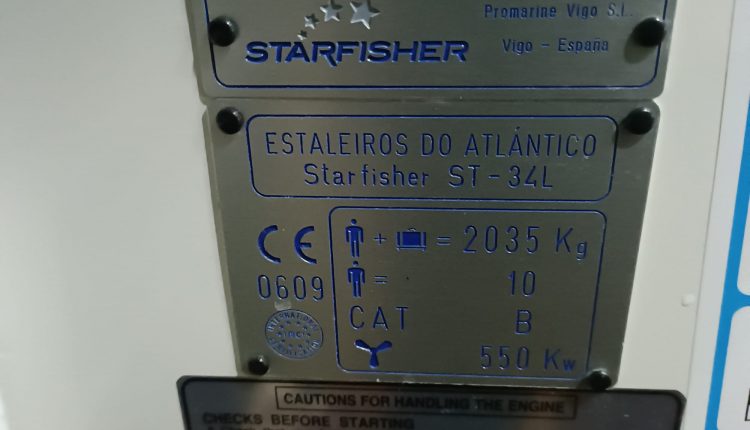 Promarine Vigo S.L.
STARFISHER
Vigo - España
ESTALEIROS DO ATLÁNTICO
Starfisher ST-34L
CE
0609
+ = 2035 Kg
= 10
CAT B
550 Kw
CAUTIONS FOR HANDLING THE ENGINE
CHECKS BEFORE STARTING